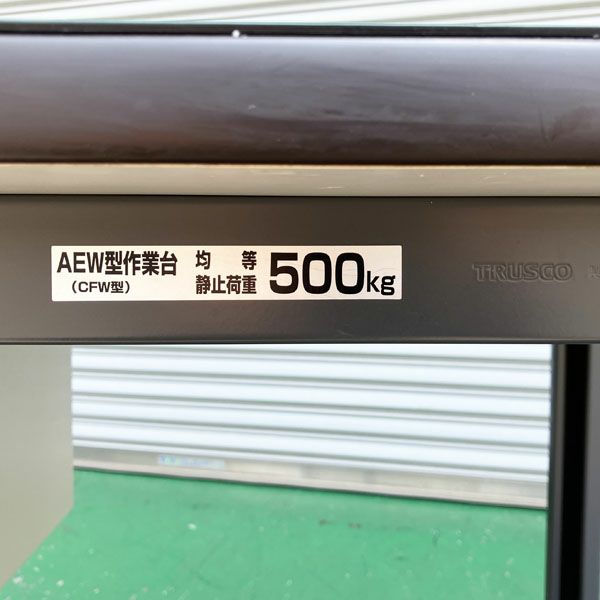 AEW型作業台
(CFW型)
均等
静止荷重
500kg
TRUSCO